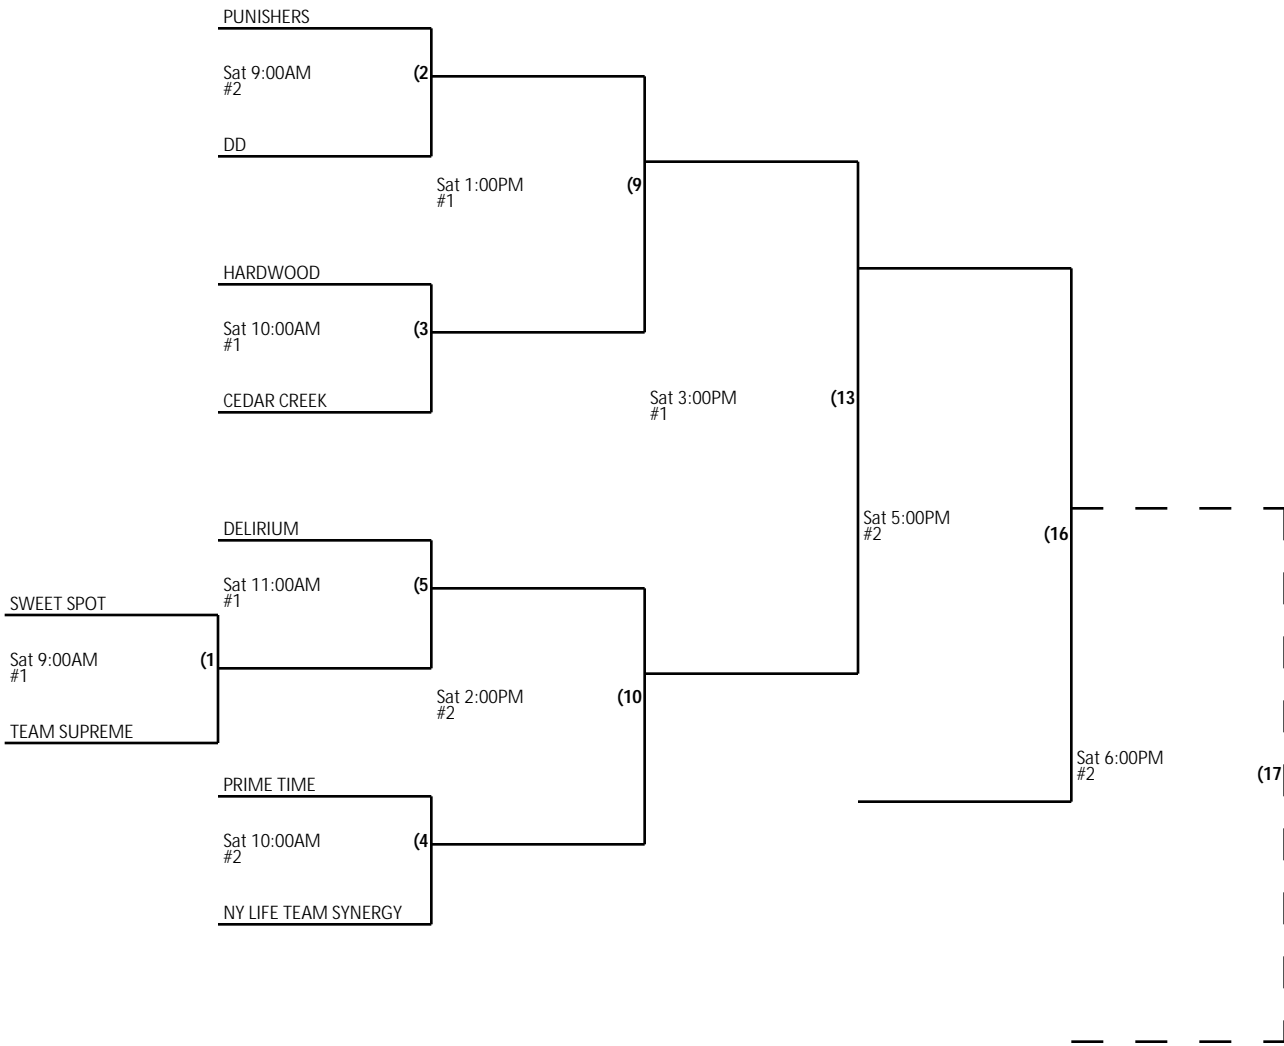 PUNISHERS
Sat 9:00AM
#2
(2
DD
Sat 1:00PM
#1
(9
HARDWOOD
Sat 10:00AM
#1
(3
CEDAR CREEK
Sat 3:00PM
#1
(13
DELIRIUM
Sat 11:00AM
#1
(5
SWEET SPOT
Sat 9:00AM
#1
(1
TEAM SUPREME
Sat 2:00PM
#2
(10
PRIME TIME
Sat 10:00AM
#2
(4
NY LIFE TEAM SYNERGY
Sat 5:00PM
#2
(16
Sat 6:00PM
#2
(17